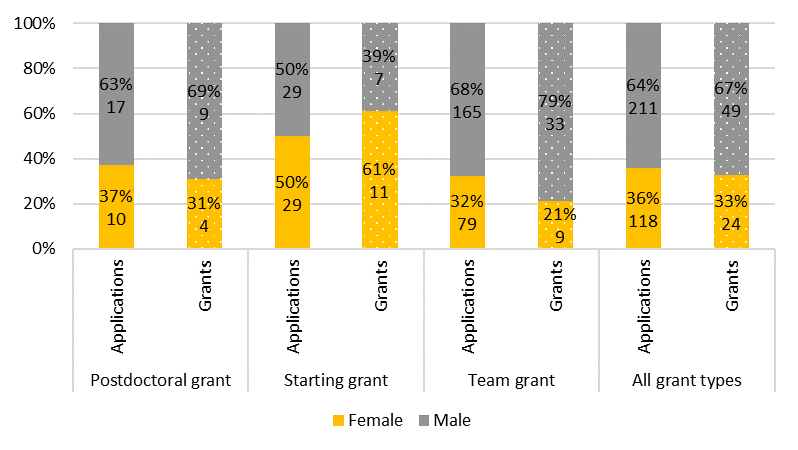 100%
80%
60%
40%
20%
0%
63%
17
37%
10
69%
9
31%
4
50%
29
50%
29
39%
7
61%
11
68%
165
32%
79
79%
33
21%
9
64%
211
36%
118
67%
49
33%
24
Applications
Grants
Applications
Grants
Applications
Grants
Applications
Grants
Postdoctoral grant
Starting grant
Team grant
All grant types
Female
Male